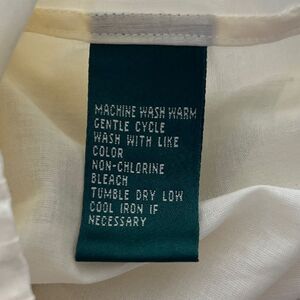 MACHINE WASH WARM
GENTLE CYCLE
WASH WITH LIKE
COLOR
NON-CHLORINE
BLEACH
TUMBLE DRY LOW
COOL IRON IF
NECESSARY